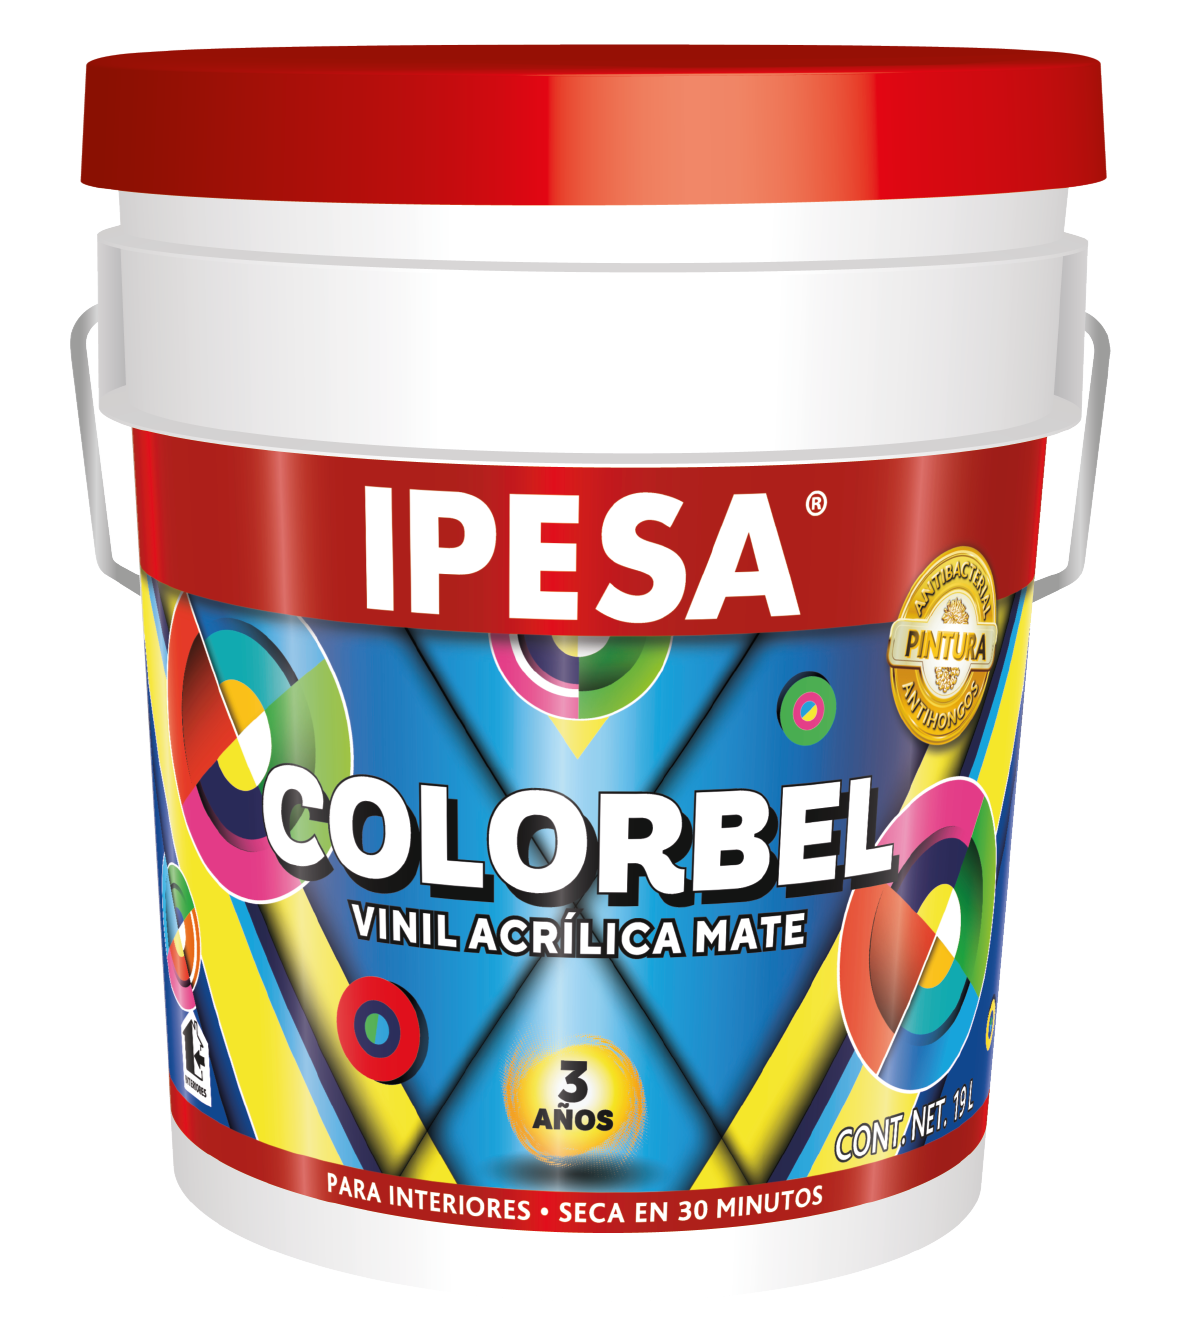 IPESA®
ANTIBACTERIAL
PINTURA
ANTIHONGOS
COLORBEL
VINIL ACRÍLICA MATE
INTERIORES
3
AÑOS
CONT. NET. 19 L
PARA INTERIORES • SECA EN 30 MINUTOS